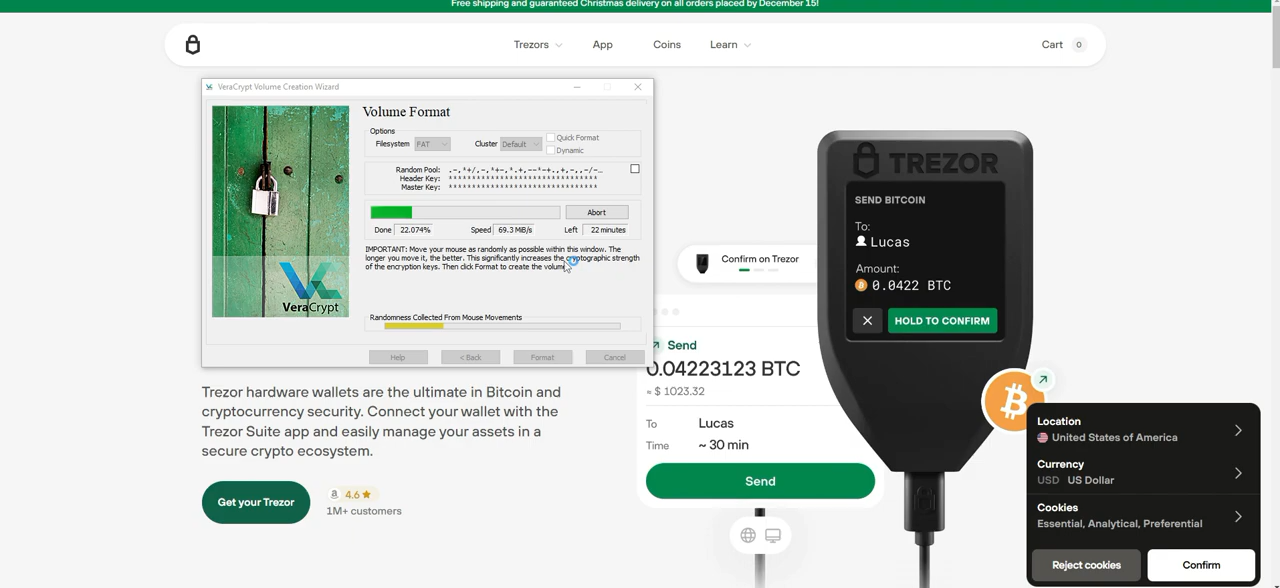 Free shipping and guaranteed Christmas delivery on all orders placed by December 15!
Trezors
App
Coins
Learn
Cart
0
VeraCrypt Volume Creation Wizard
Volume Format
Options
Filesystem
FAT
Cluster
Default
Quick Format
Dynamic
Random Pool:
Header Key: ******************************
Master Key: ******************************
Abort
Done 22.074%
Speed 69.3 MiB/s
Left 22 minutes
IMPORTANT: Move your mouse as randomly as possible within this window. The
longer you move it, the better. This significantly increases the cryptographic strength
of the encryption keys. Then click Format to create the volume.
Randomness Collected From Mouse Movements
VeraCrypt
Help
< Back
Format
Cancel
Trezor hardware wallets are the ultimate in Bitcoin and
cryptocurrency security. Connect your wallet with the
Trezor Suite app and easily manage your assets in a
secure crypto ecosystem.
Get your Trezor
4.6
1M+ customers
Confirm on Trezor
Send
0.04223123 BTC
≈ $ 1023.32
To Lucas
Time ~ 30 min
Send
TREZOR
SEND BITCOIN
To:
Lucas
Amount:
0.0422 BTC
HOLD TO CONFIRM
Location
United States of America
Currency
USD US Dollar
Cookies
Essential, Analytical, Preferential
Reject cookies
Confirm